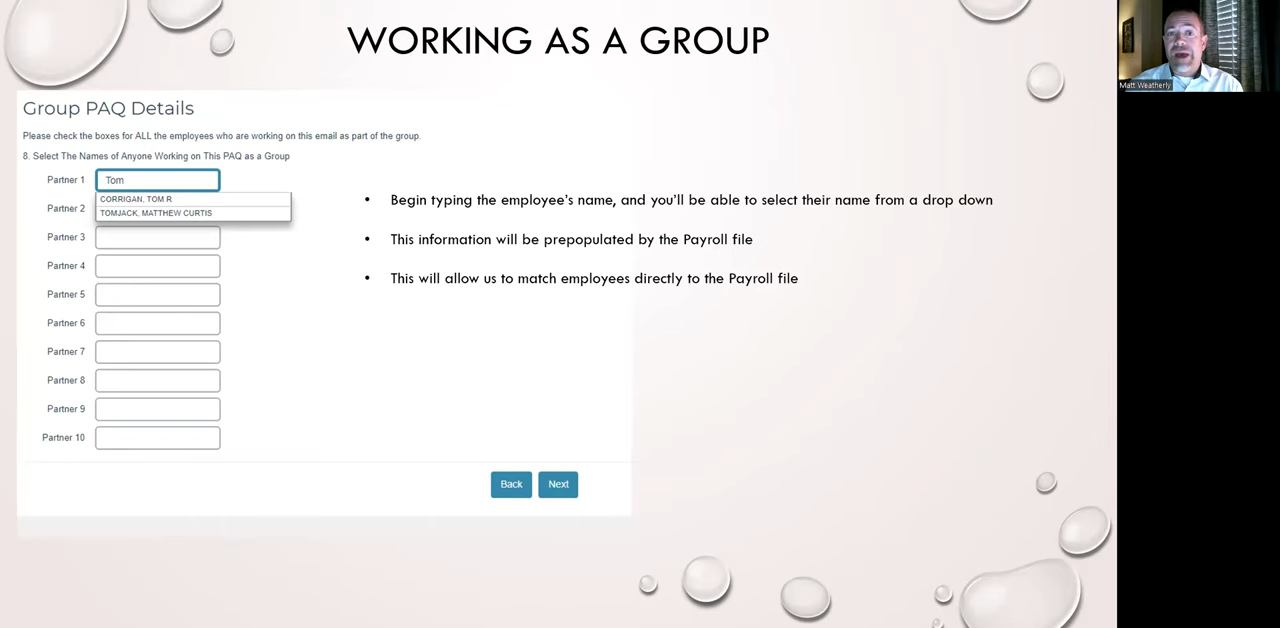 WORKING AS A GROUP
Matt Weatherly
Group PAQ Details
Please check the boxes for ALL the employees who are working on this email as part of the group.
8. Select The Names of Anyone Working on This PAQ as a Group
Partner 1 Tom
CORRIGAN, TOM R
TOMJACK, MATTHEW CURTIS
Partner 2
Partner 3
Partner 4
Partner 5
Partner 6
Partner 7
Partner 8
Partner 9
Partner 10
Back Next
• Begin typing the employee's name, and you'll be able to select their name from a drop down
• This information will be prepopulated by the Payroll file
• This will allow us to match employees directly to the Payroll file